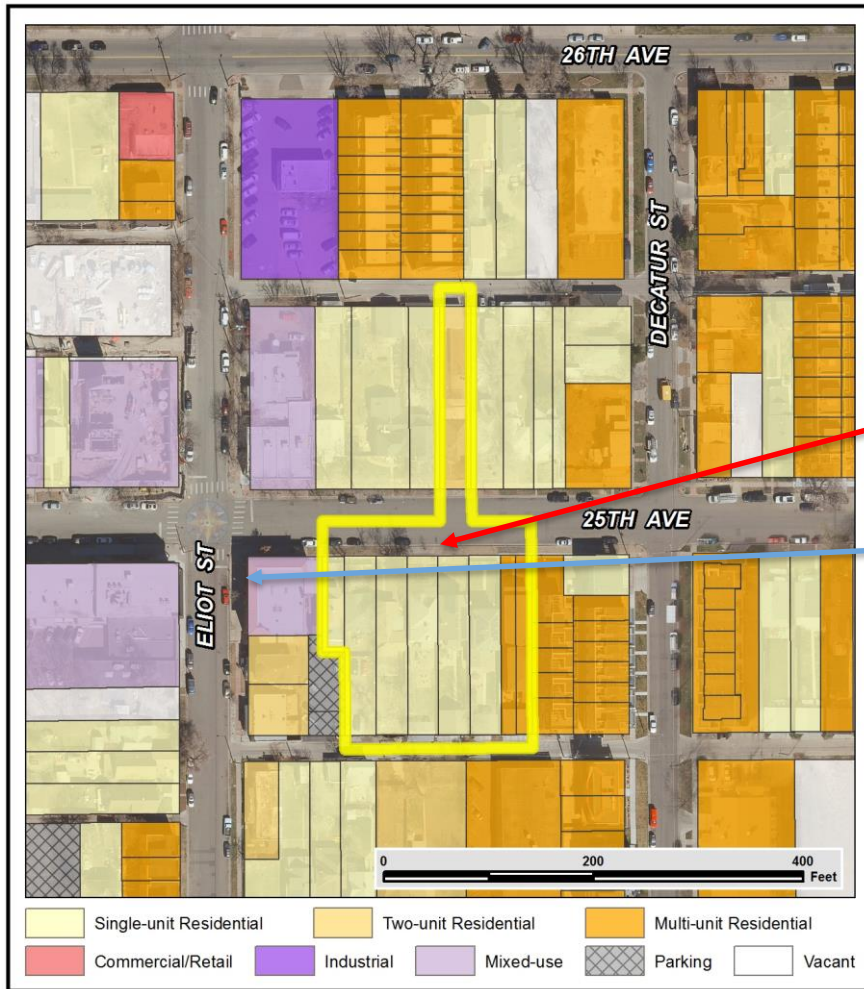 26TH AVE
DECATUR ST
25TH AVE
ELIOT ST
0 200 400
Feet
Single-unit Residential Two-unit Residential Multi-unit Residential
Commercial/Retail Industrial Mixed-use Parking Vacant